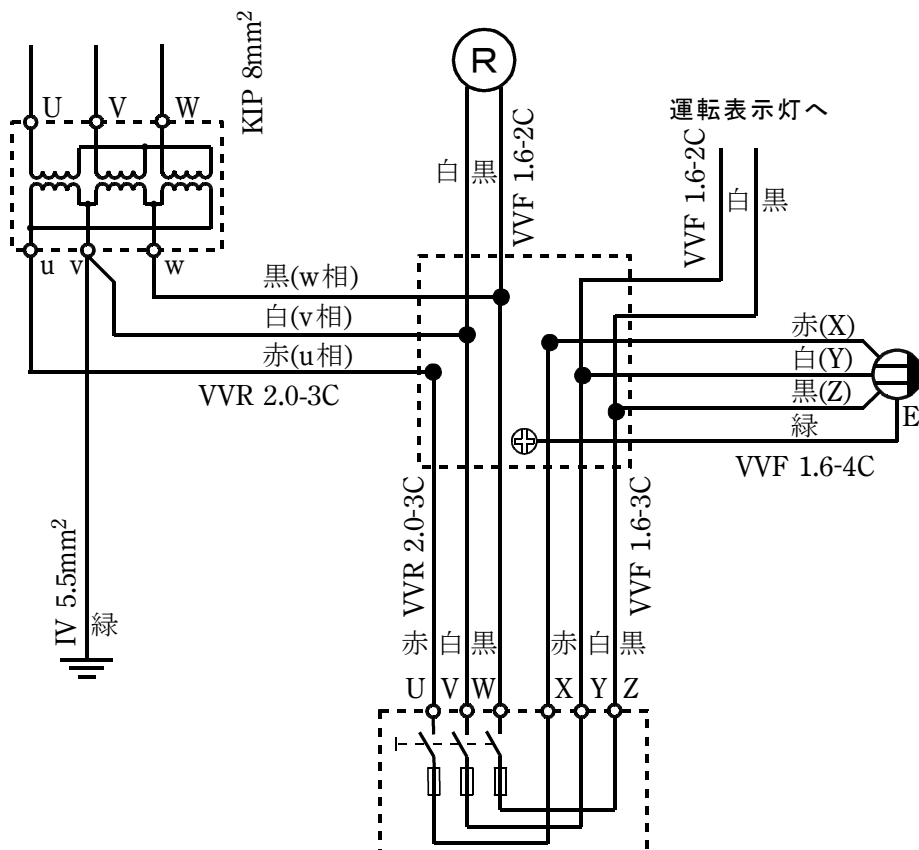 KIP 8mm²
U V W
u v w
R
白 黒
VVF 1.6-2C
運転表示灯へ
VVF 1.6-2C
白 黒
黒(w相)
白(v相)
赤(u相)
VVR 2.0-3C
赤(X)
白(Y)
黒(Z)
緑
E
VVF 1.6-4C
IV 5.5mm²
緑
VVR 2.0-3C
VVF 1.6-3C
赤 白 黒 赤 白 黒
U V W X Y Z